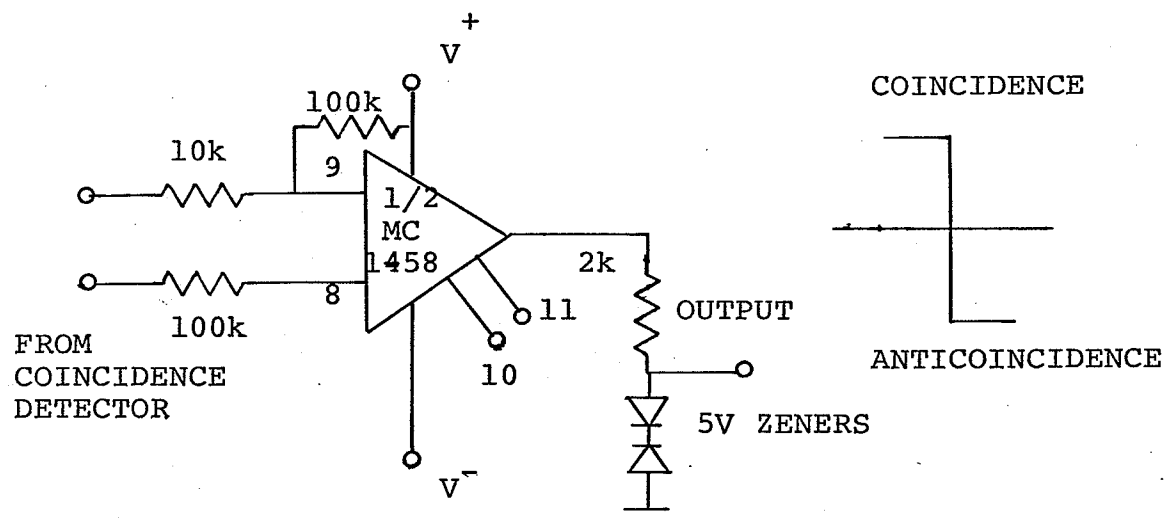 V+
100k
COINCIDENCE
10k
9
1/2
MC
1458
2k
8
11
OUTPUT
100k
10
FROM
COINCIDENCE
DETECTOR
ANTICOINCIDENCE
5V ZENERS
V-